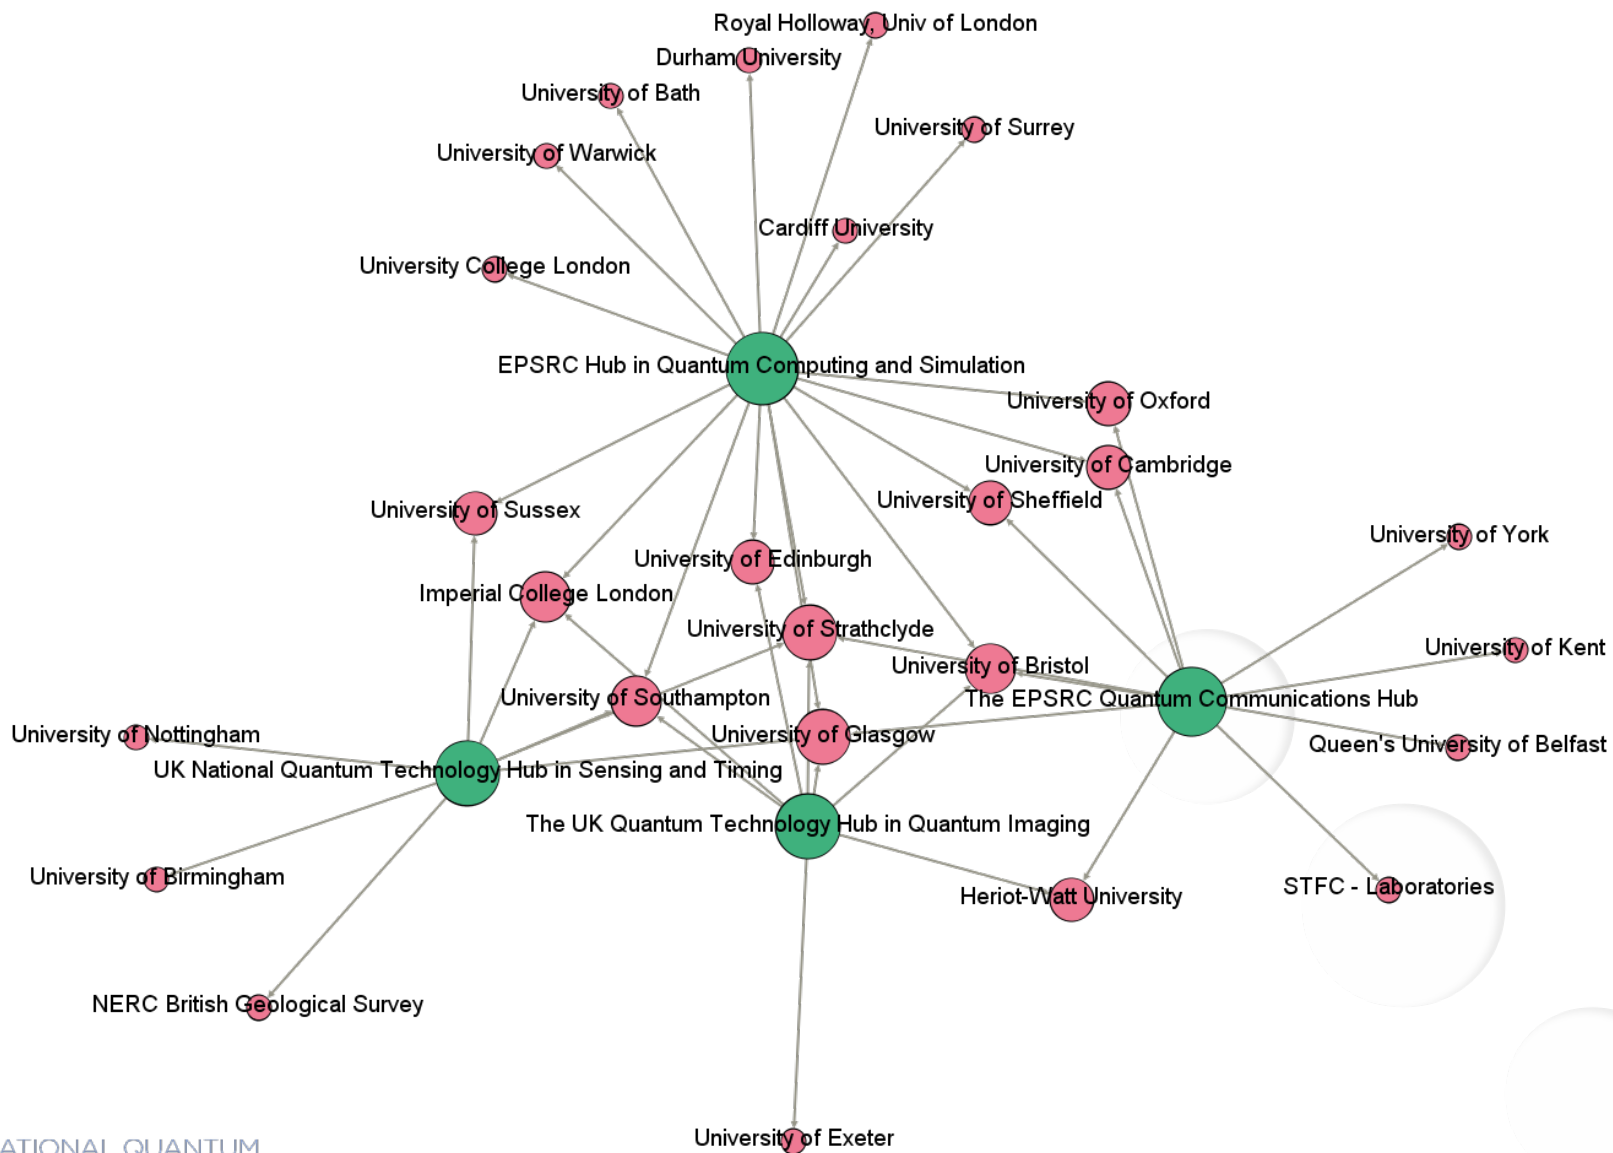 Royal Holloway, Univ of London
Durham University
University of Bath
University of Surrey
University of Warwick
Cardiff University
University College London
EPSRC Hub in Quantum Computing and Simulation
University of Oxford
University of Cambridge
University of Sheffield
University of Sussex
University of York
University of Edinburgh
Imperial College London
University of Strathclyde
University of Kent
University of Bristol
University of Southampton
The EPSRC Quantum Communications Hub
University of Nottingham
University of Glasgow
Queen's University of Belfast
UK National Quantum Technology Hub in Sensing and Timing
The UK Quantum Technology Hub in Quantum Imaging
University of Birmingham
Heriot-Watt University
STFC - Laboratories
NERC British Geological Survey
University of Exeter
ATIONAL QUANTUM